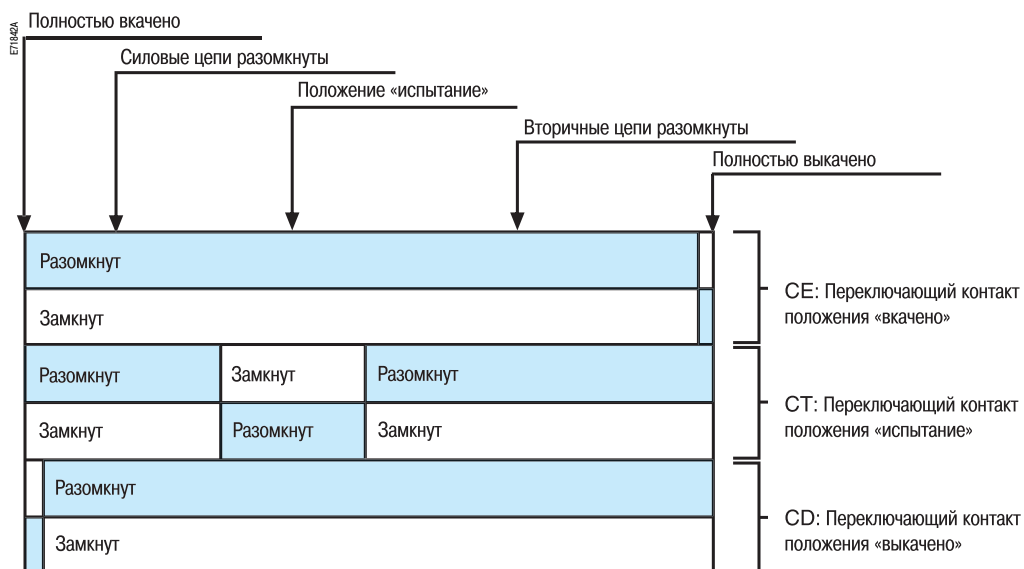 E71842A
Полностью вкачено
Силовые цепи разомкнуты
Положение «испытание»
Вторичные цепи разомкнуты
Полностью выкачено
Разомкнут
Замкнут
CE: Переключающий контакт
положения «вкачено»
Разомкнут Замкнут Разомкнут
Замкнут Разомкнут Замкнут
CT: Переключающий контакт
положения «испытание»
Разомкнут
Замкнут
CD: Переключающий контакт
положения «выкачено»